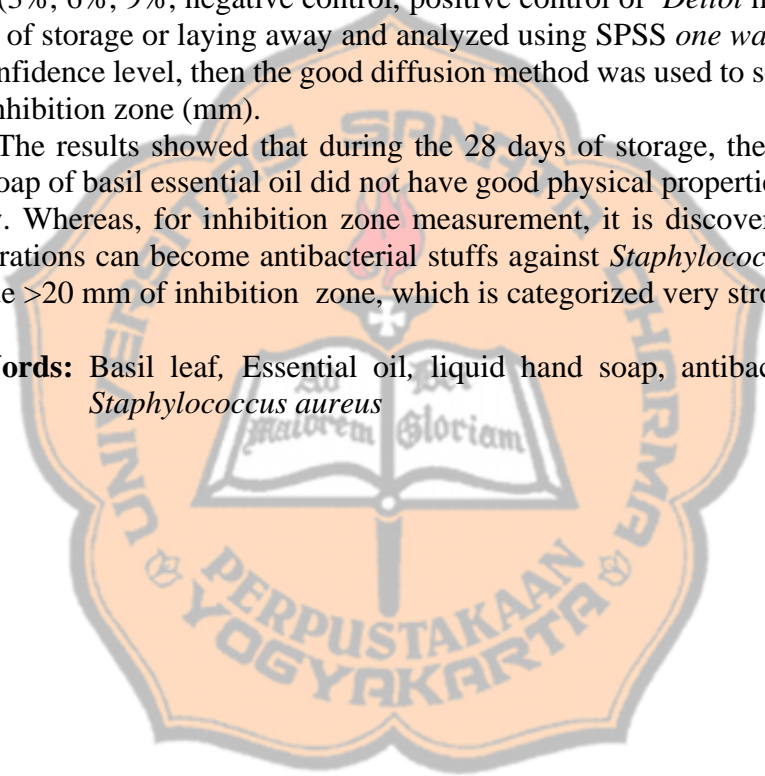 (3%; 6%; 9%; negative control, positive control of "Dettol"
of storage or laying away and analyzed using SPSS one wa
nfidence level, then the good diffusion method was used to s
nhibition zone (mm).
The results showed that during the 28 days of storage, the
oap of basil essential oil did not have good physical propertie
y. Whereas, for inhibition zone measurement, it is discover
rations can become antibacterial stuffs against Staphylococ
e >20 mm of inhibition zone, which is categorized very stro
ords: Basil leaf, Essential oil, liquid hand soap, antibac
Staphylococcus aureus
UNIVERSITAS SANATA DHARMA
Ad Dei
Maiorem Gloriam
PERPUSTAKAAN
YOGYAKARTA